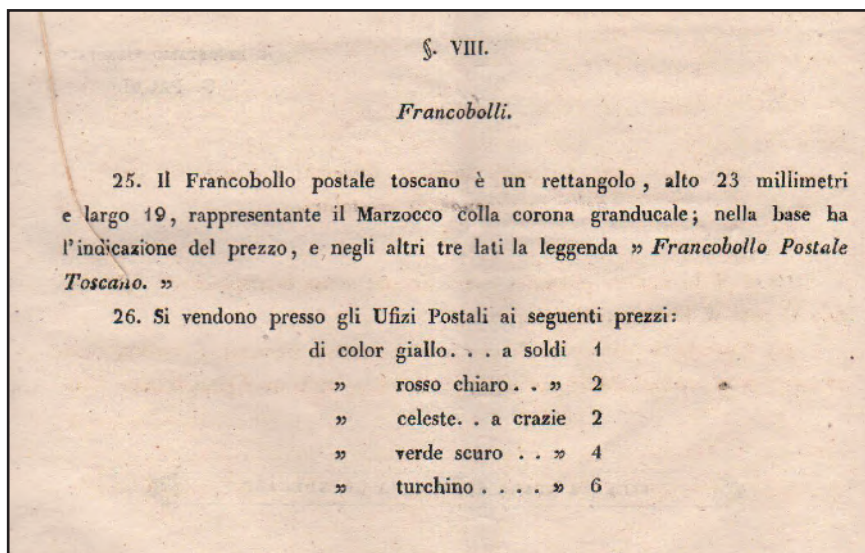 §. VIII.
Francobolli.
25. Il Francobollo postale toscano è un rettangolo , alto 23 millimetri
e largo 19, rappresentante il Marzocco colla corona granducale; nella base ha
l'indicazione del prezzo, e negli altri tre lati la leggenda » Francobollo Postale
Toscano. »
26. Si vendono presso gli Ufizi Postali ai seguenti prezzi:
di color giallo. . . a soldi 1
» rosso chiaro. . » 2
» celeste. . a crazie 2
» verde scuro . . » 4
» turchino . . . . » 6